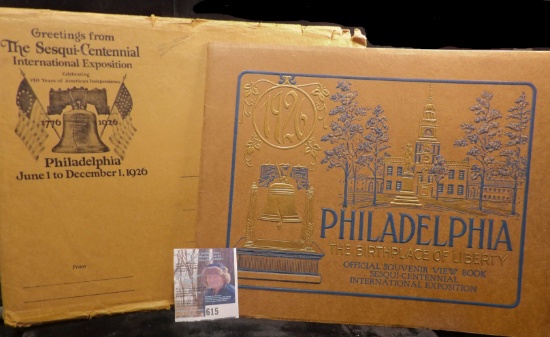 Greetings from
The Sesqui-Centennial
International Exposition
Celebrating
150 Years of American Independence
1776 1926
Philadelphia
June 1 to December 1, 1926
From
1926
PHILADELPHIA
THE BIRTHPLACE OF LIBERTY
OFFICIAL SOUVENIR VIEW BOOK
SESQUI-CENTENNIAL
INTERNATIONAL EXPOSITION
615